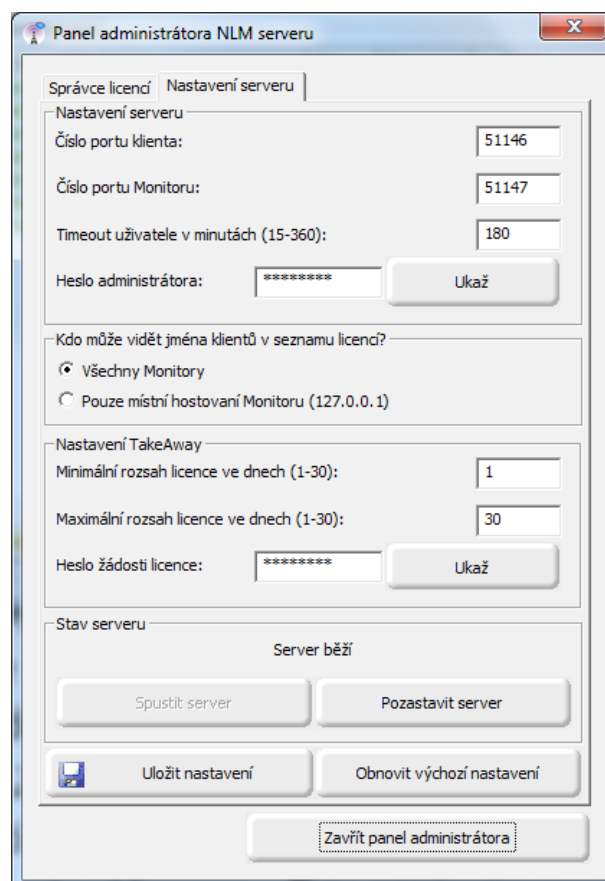 Panel administrátora NLM serveru
Správce licencí
Nastavení serveru
Nastavení serveru
Číslo portu klienta:
51146
Číslo portu Monitoru:
51147
Timeout uživatele v minutách (15-360):
180
Heslo administrátora:
********
Ukaž
Kdo může vidět jména klientů v seznamu licencí?
Všechny Monitory
Pouze místní hostovaní Monitoru (127.0.0.1)
Nastavení TakeAway
Minimální rozsah licence ve dnech (1-30):
1
Maximální rozsah licence ve dnech (1-30):
30
Heslo žádosti licence:
********
Ukaž
Stav serveru
Server běží
Spustit server
Pozastavit server
Uložit nastavení
Obnovit výchozí nastavení
Zavřít panel administrátora